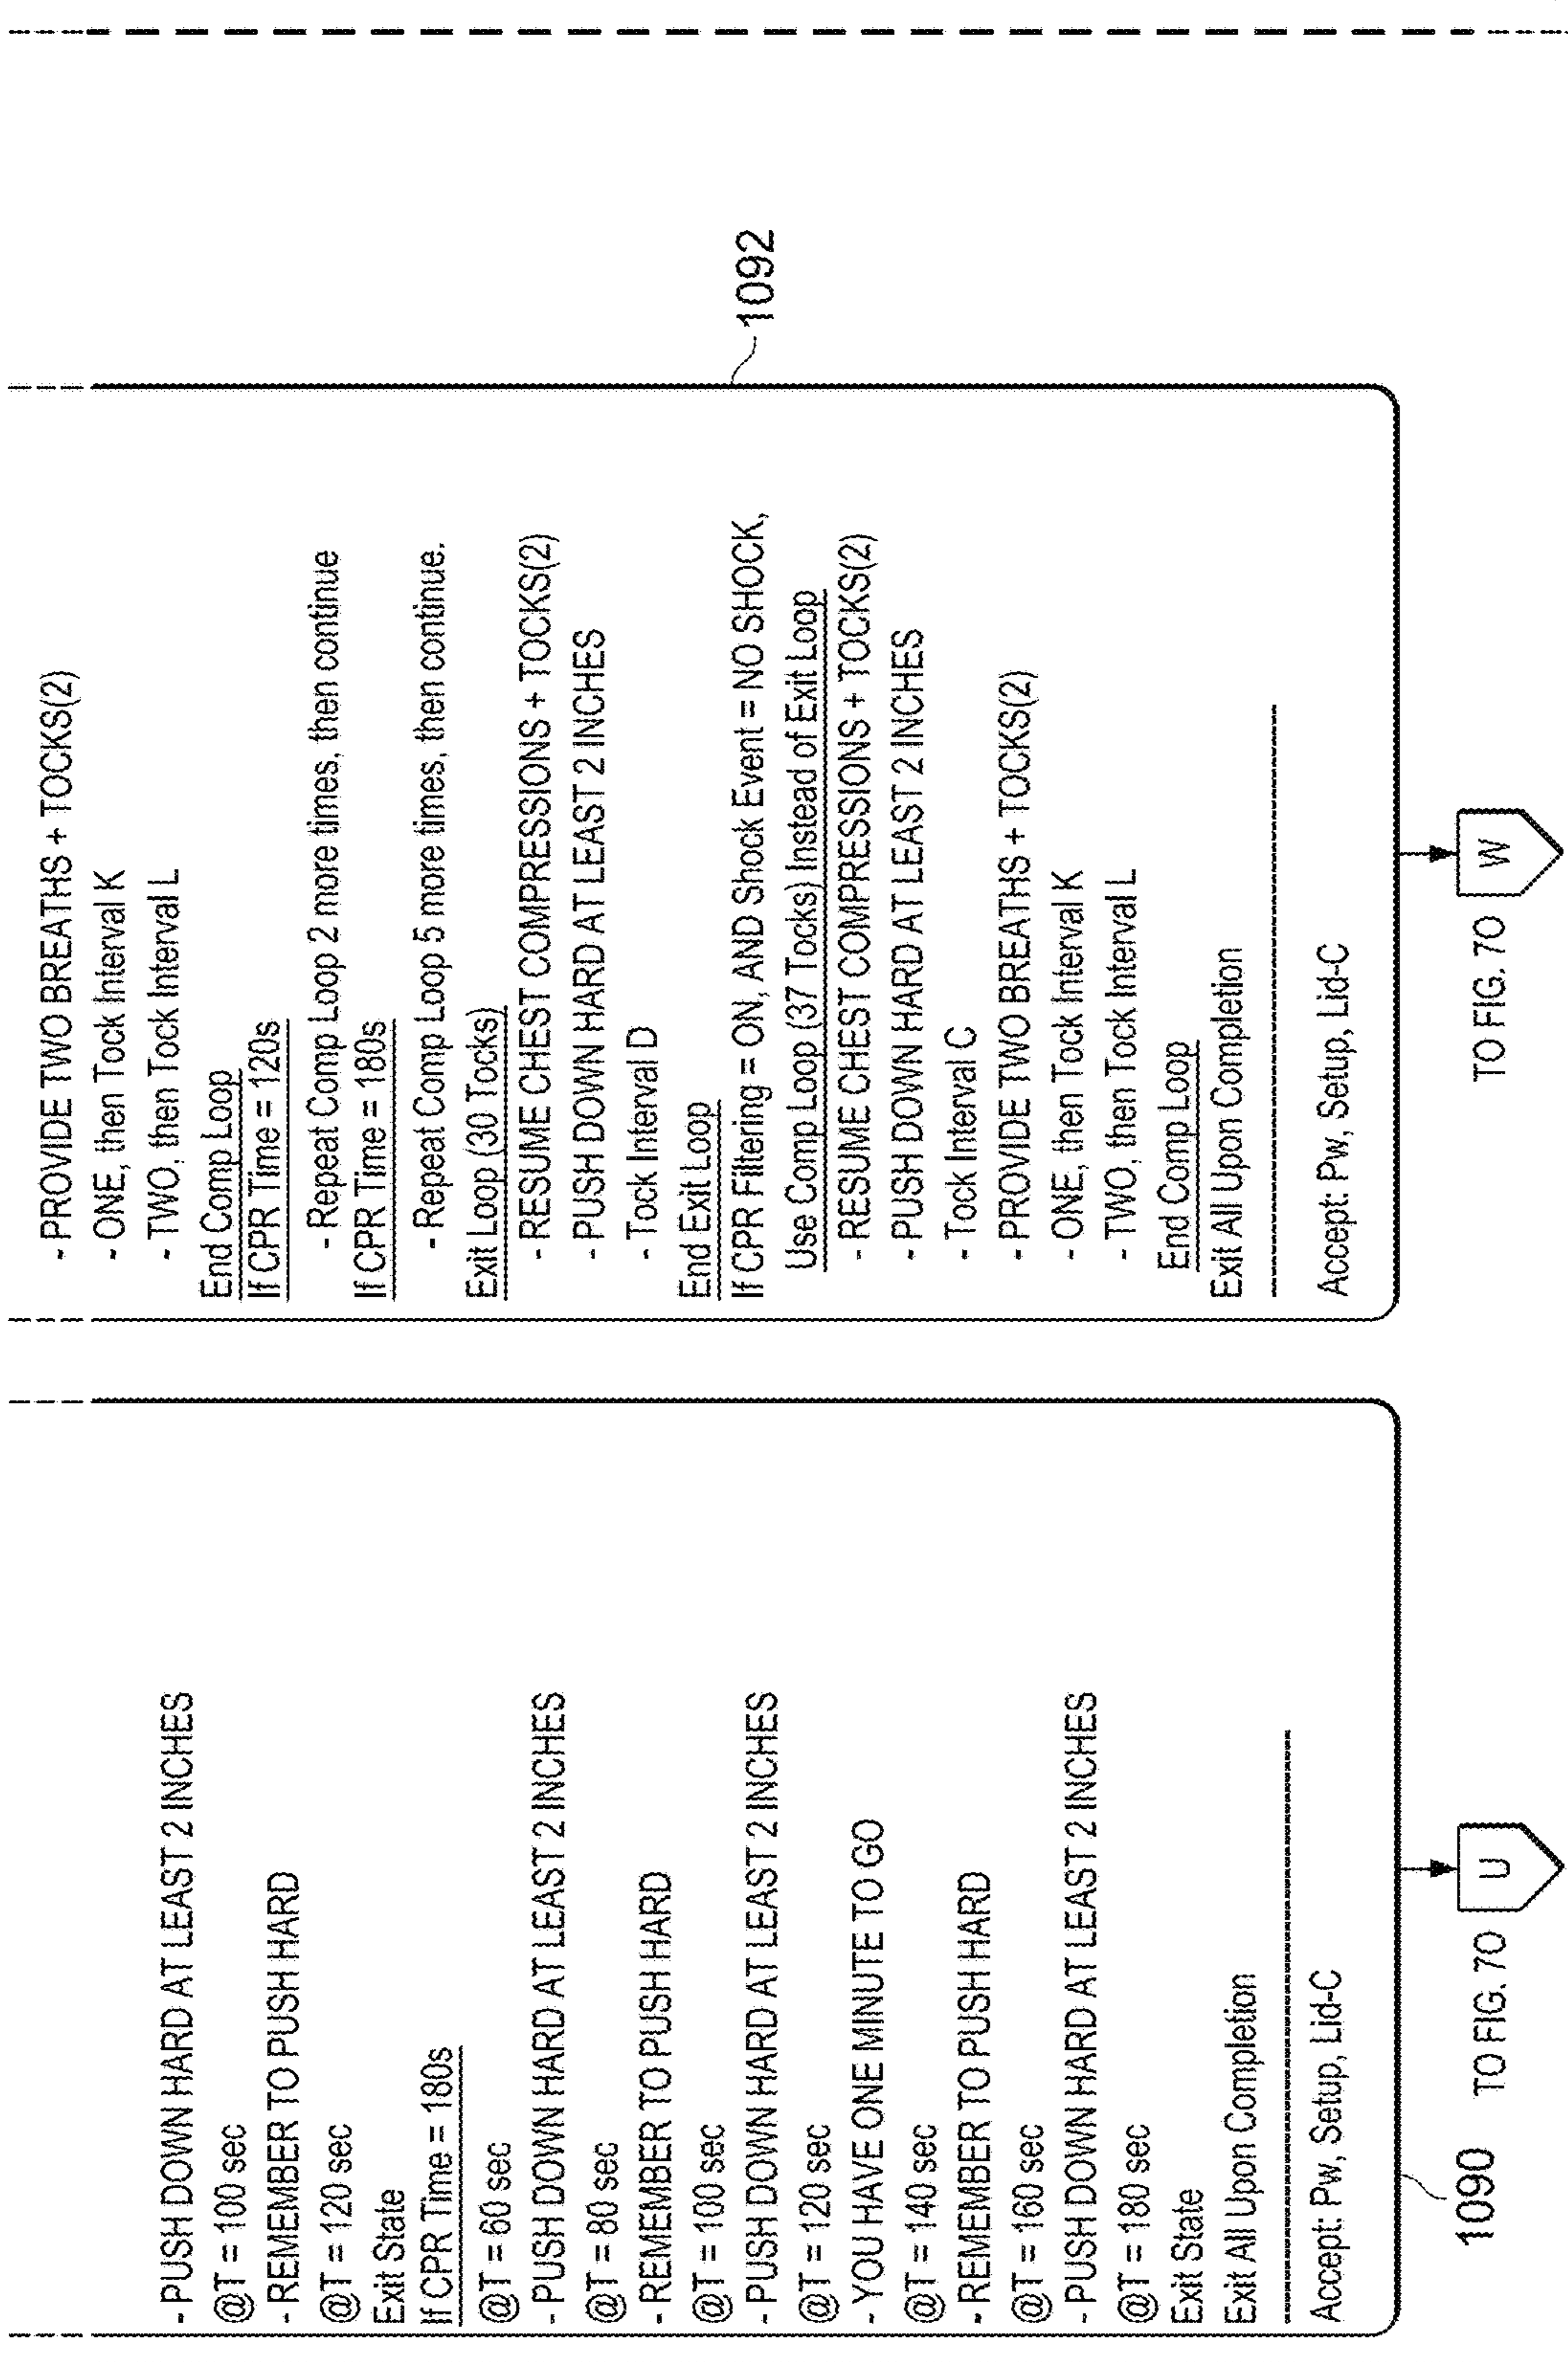 - PUSH DOWN HARD AT LEAST 2 INCHES
@T = 100 sec
- REMEMBER TO PUSH HARD
@T = 120 sec
Exit State
If CPR Time = 180s
@T = 60 sec
- PUSH DOWN HARD AT LEAST 2 INCHES
@T = 80 sec
- REMEMBER TO PUSH HARD
@T = 100 sec
- PUSH DOWN HARD AT LEAST 2 INCHES
@T = 120 sec
- YOU HAVE ONE MINUTE TO GO
@T = 140 sec
- REMEMBER TO PUSH HARD
@T = 160 sec
- PUSH DOWN HARD AT LEAST 2 INCHES
@T = 180 sec
Exit State
Exit All Upon Completion
Accept: Pw, Setup, Lid-C
1090
TO FIG. 7O
U
- PROVIDE TWO BREATHS + TOCKS(2)
- ONE, then Tock Interval K
- TWO, then Tock Interval L
End Comp Loop
If CPR Time = 120s
- Repeat Comp Loop 2 more times, then continue
If CPR Time = 180s
- Repeat Comp Loop 5 more times, then continue.
Exit Loop (30 Tocks)
- RESUME CHEST COMPRESSIONS + TOCKS(2)
- PUSH DOWN HARD AT LEAST 2 INCHES
- Tock Interval D
End Exit Loop
If CPR Filtering = ON, AND Shock Event = NO SHOCK,
Use Comp Loop (37 Tocks) Instead of Exit Loop
- RESUME CHEST COMPRESSIONS + TOCKS(2)
- PUSH DOWN HARD AT LEAST 2 INCHES
- Tock Interval C
- PROVIDE TWO BREATHS + TOCKS(2)
- ONE, then Tock Interval K
- TWO, then Tock Interval L
End Comp Loop
Exit All Upon Completion
Accept: Pw, Setup, Lid-C
1092
TO FIG. 7O
W